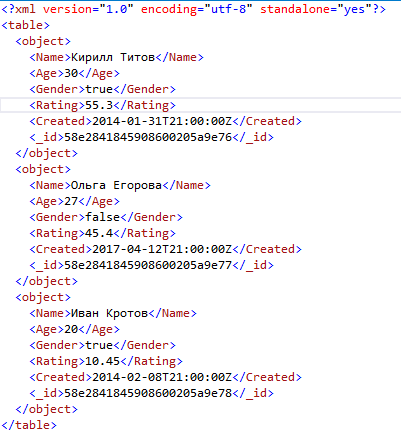 <?xml version="1.0" encoding="utf-8" standalone="yes"?>
<table>
  <object>
    <Name>Кирилл Титов</Name>
    <Age>30</Age>
    <Gender>true</Gender>
    <Rating>55.3</Rating>
    <Created>2014-01-31T21:00:00Z</Created>
    <_id>58e2841845908600205a9e76</_id>
  </object>
  <object>
    <Name>Ольга Егорова</Name>
    <Age>27</Age>
    <Gender>false</Gender>
    <Rating>45.4</Rating>
    <Created>2017-04-12T21:00:00Z</Created>
    <_id>58e2841845908600205a9e77</_id>
  </object>
  <object>
    <Name>Иван Кротов</Name>
    <Age>20</Age>
    <Gender>true</Gender>
    <Rating>10.45</Rating>
    <Created>2014-02-08T21:00:00Z</Created>
    <_id>58e2841845908600205a9e78</_id>
  </object>
</table>